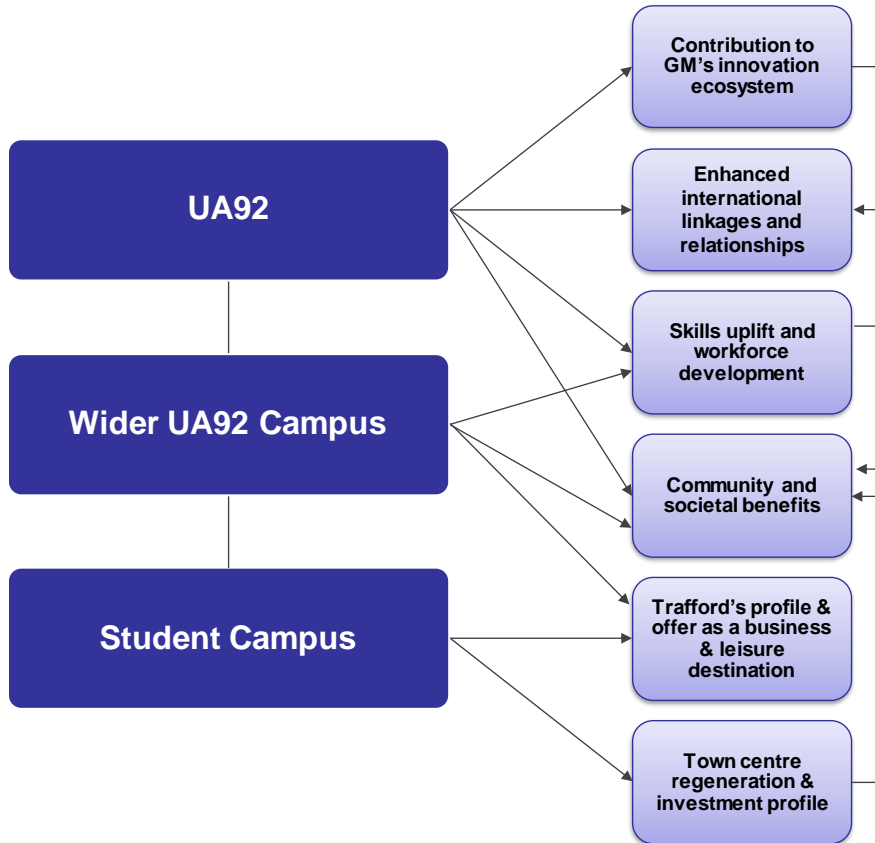 Contribution to
GM's innovation
ecosystem
UA92
Enhanced
international
linkages and
relationships
Skills uplift and
workforce
development
Wider UA92 Campus
Community and
societal benefits
Student Campus
Trafford's profile &
offer as a business
& leisure
destination
Town centre
regeneration &
investment profile